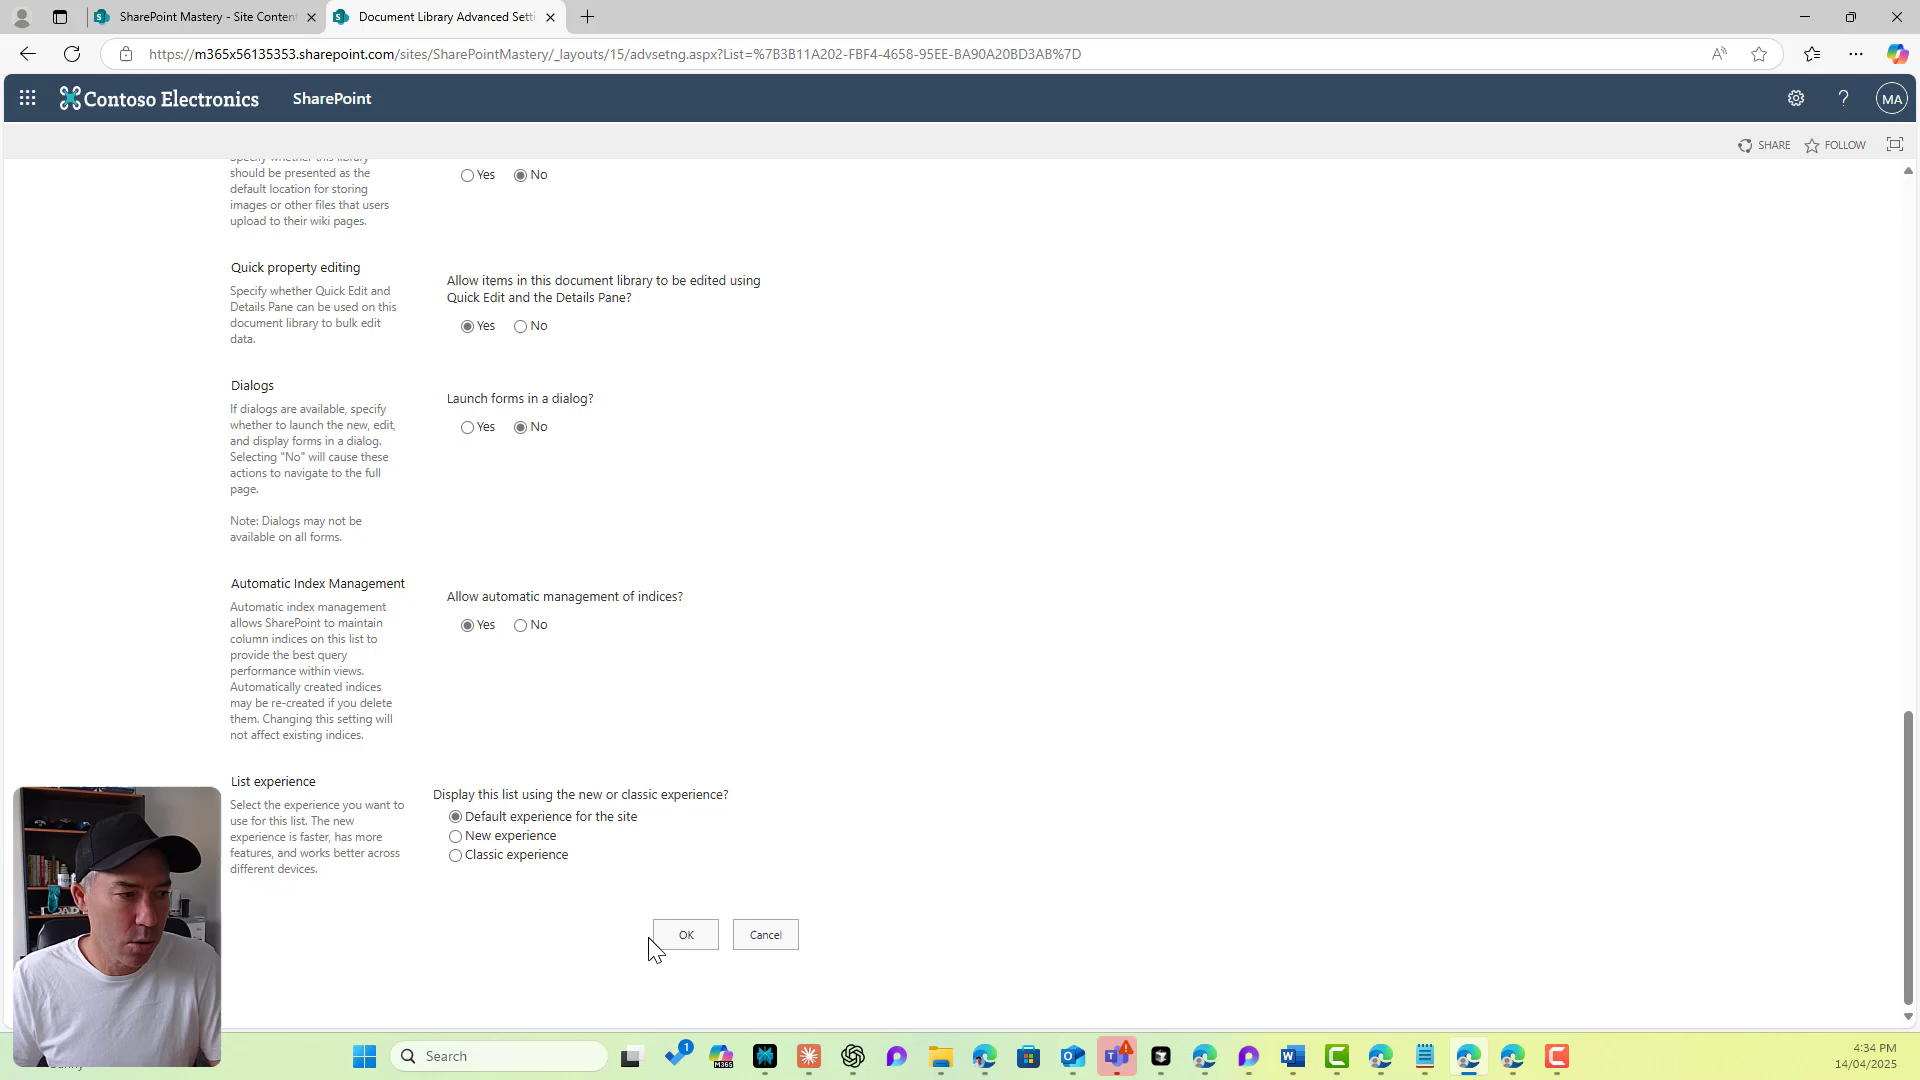 SharePoint Mastery - Site Content
Document Library Advanced Setti
https://m365x56135353.sharepoint.com/sites/SharePointMastery/_layouts/15/advsetng.aspx?List=%7B3B11A202-FBF4-4658-95EE-BA90A20BD3AB%7D
Contoso Electronics
SharePoint
?
MA
SHARE
FOLLOW
Specify whether this library
should be presented as the
default location for storing
images or other files that users
upload to their wiki pages.
Yes No
Quick property editing
Specify whether Quick Edit and
Details Pane can be used on this
document library to bulk edit
data.
Allow items in this document library to be edited using
Quick Edit and the Details Pane?
Yes No
Dialogs
If dialogs are available, specify
whether to launch the new, edit,
and display forms in a dialog.
Selecting "No" will cause these
actions to navigate to the full
page.
Note: Dialogs may not be
available on all forms.
Launch forms in a dialog?
Yes No
Automatic Index Management
Automatic index management
allows SharePoint to maintain
column indices on this list to
provide the best query
performance within views.
Automatically created indices
may be re-created if you delete
them. Changing this setting will
not affect existing indices.
Allow automatic management of indices?
Yes No
List experience
Select the experience you want to
use for this list. The new
experience is faster, has more
features, and works better across
different devices.
Display this list using the new or classic experience?
Default experience for the site
New experience
Classic experience
OK
Cancel
Search
1
M365
4:34 PM
14/04/2025